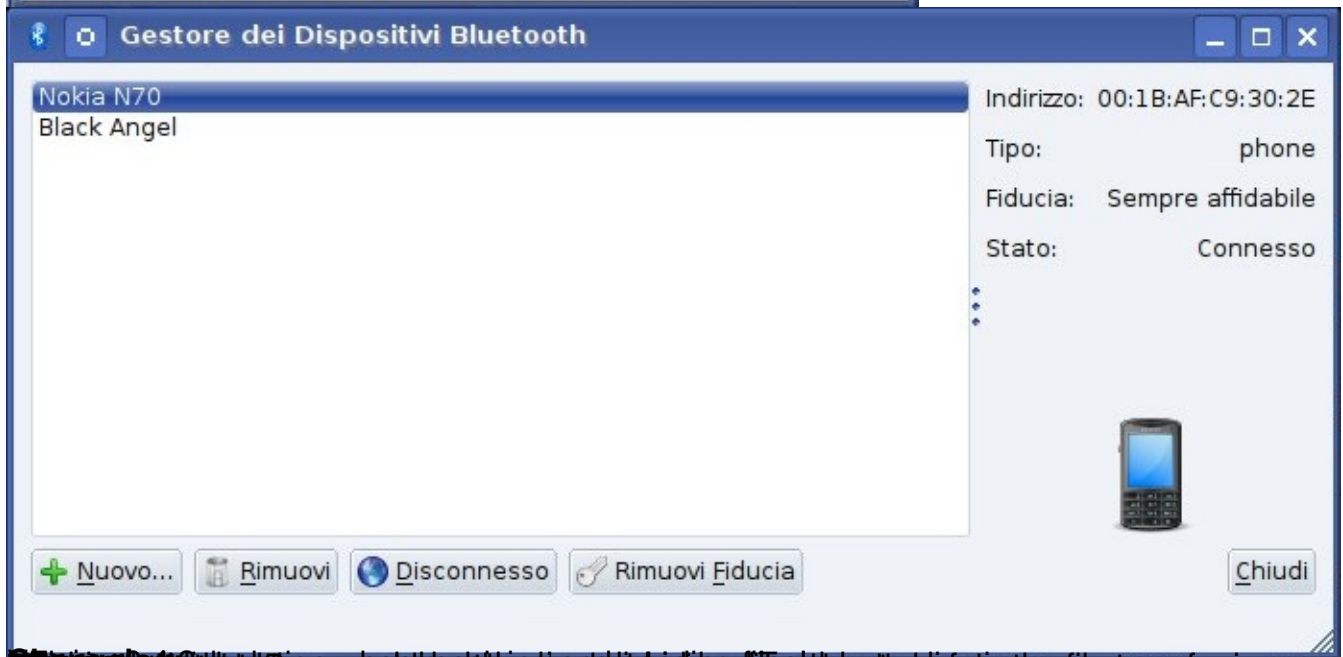 Gestore dei Dispositivi Bluetooth
Nokia N70
Black Angel
Indirizzo: 00:1B:AF:C9:30:2E
Tipo: phone
Fiducia: Sempre affidabile
Stato: Connesso
Nuovo... Rimuovi Disconnesso Rimuovi Fiducia Chiudi